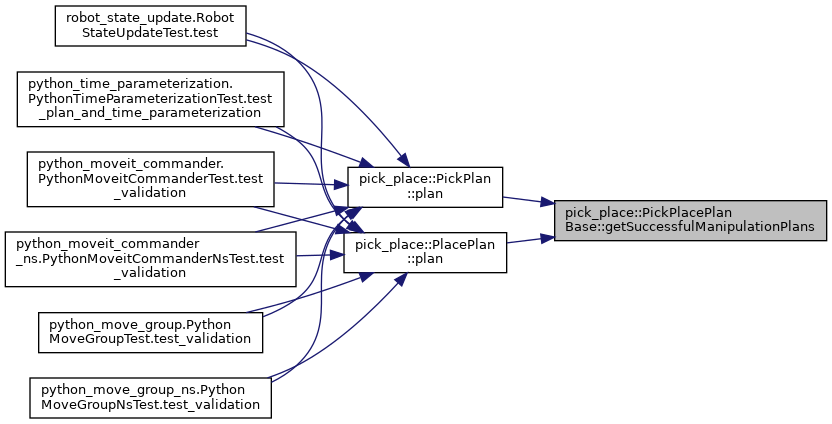 robot_state_update.Robot
StateUpdateTest.test
python_time_parameterization.
PythonTimeParameterizationTest.test
_plan_and_time_parameterization
python_moveit_commander.
PythonMoveitCommanderTest.test
_validation
python_moveit_commander
_ns.PythonMoveitCommanderNsTest.test
_validation
python_move_group.Python
MoveGroupTest.test_validation
python_move_group_ns.Python
MoveGroupNsTest.test_validation
pick_place::PickPlan
::plan
pick_place::PlacePlan
::plan
pick_place::PickPlacePlan
Base::getSuccessfulManipulationPlans